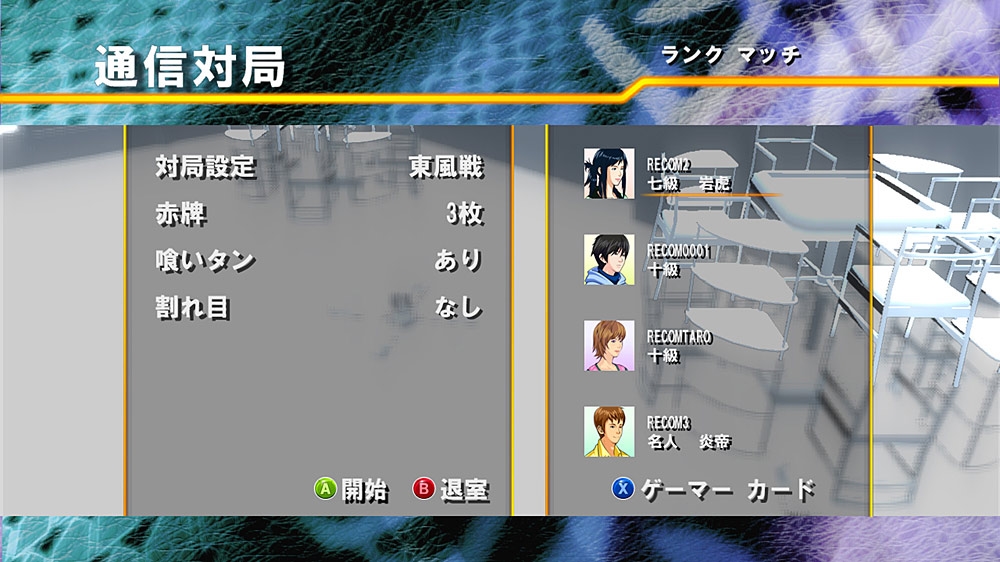 通信対局
ランク マッチ
対局設定 東風戦
赤牌 3枚
喰いタン あり
割れ目 なし
A 開始 B 退室
RECOM2
七級 岩虎
RECOM0001
十級
RECOMTARO
十級
RECOM3
名人 炎帝
X ゲーマー カード